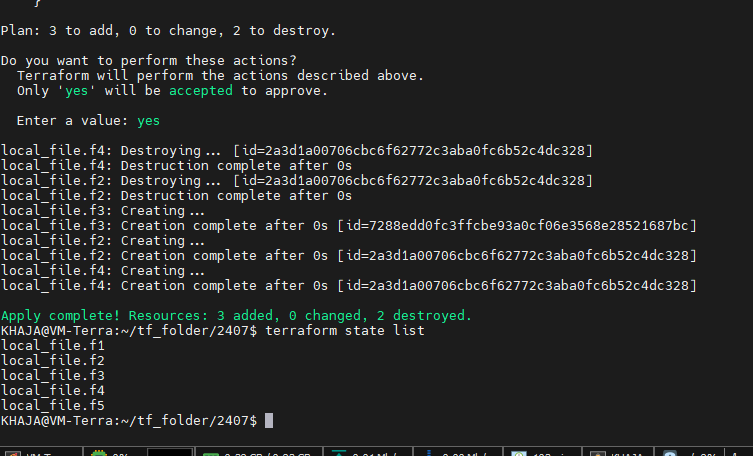 }
Plan: 3 to add, 0 to change, 2 to destroy.
Do you want to perform these actions?
Terraform will perform the actions described above.
Only 'yes' will be accepted to approve.
Enter a value: yes
local_file.f4: Destroying... [id=2a3d1a00706cbc6f62772c3aba0fc6b52c4dc328]
local_file.f4: Destruction complete after 0s
local_file.f2: Destroying... [id=2a3d1a00706cbc6f62772c3aba0fc6b52c4dc328]
local_file.f2: Destruction complete after 0s
local_file.f3: Creating...
local_file.f3: Creation complete after 0s [id=7288edd0fc3ffcbe93a0cf06e3568e28521687bc]
local_file.f2: Creating...
local_file.f2: Creation complete after 0s [id=2a3d1a00706cbc6f62772c3aba0fc6b52c4dc328]
local_file.f4: Creating...
local_file.f4: Creation complete after 0s [id=2a3d1a00706cbc6f62772c3aba0fc6b52c4dc328]
Apply complete! Resources: 3 added, 0 changed, 2 destroyed.
KHAJA@VM-Terra:~/tf_folder/2407$ terraform state list
local_file.f1
local_file.f2
local_file.f3
local_file.f4
local_file.f5
KHAJA@VM-Terra:~/tf_folder/2407$